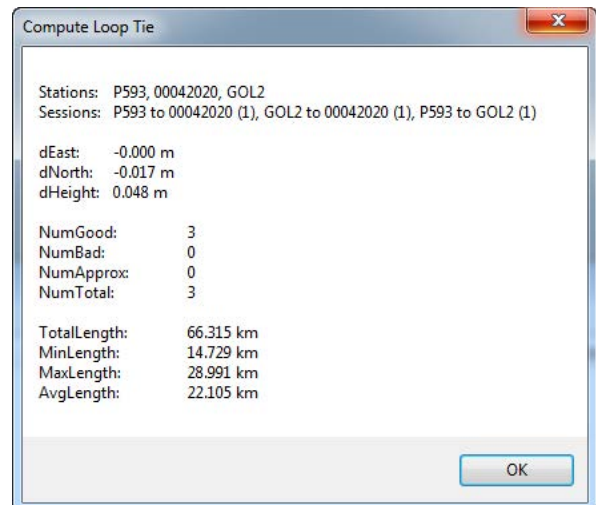 Compute Loop Tie
Stations: P593, 00042020, GOL2
Sessions: P593 to 00042020 (1), GOL2 to 00042020 (1), P593 to GOL2 (1)
dEast: -0.000 m
dNorth: -0.017 m
dHeight: 0.048 m
NumGood: 3
NumBad: 0
NumApprox: 0
NumTotal: 3
TotalLength: 66.315 km
MinLength: 14.729 km
MaxLength: 28.991 km
AvgLength: 22.105 km
OK